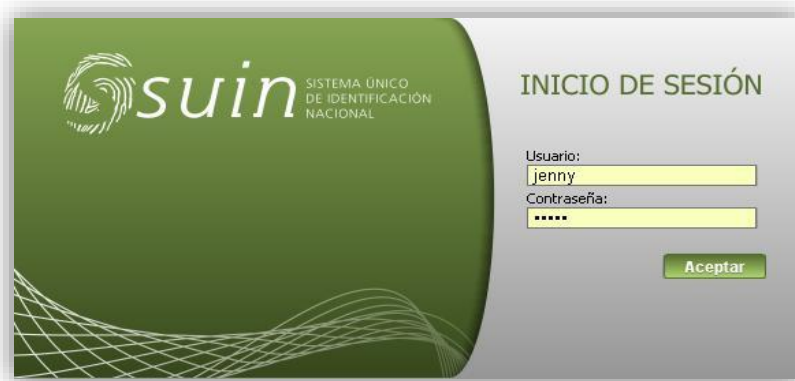 suin
SISTEMA ÚNICO
DE IDENTIFICACIÓN
NACIONAL
INICIO DE SESIÓN
Usuario:
jenny
Contraseña:
•••••
Aceptar